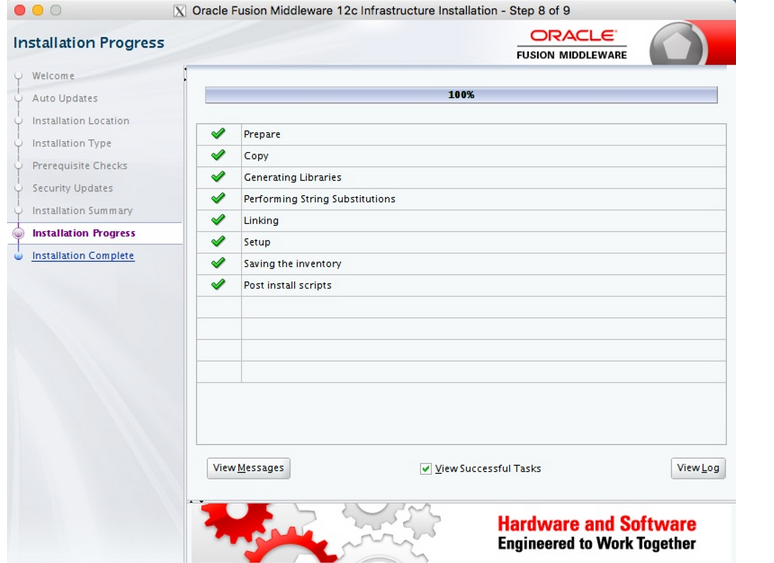 Oracle Fusion Middleware 12c Infrastructure Installation - Step 8 of 9
Installation Progress
ORACLE
FUSION MIDDLEWARE
Welcome
Auto Updates
Installation Location
Installation Type
Prerequisite Checks
Security Updates
Installation Summary
Installation Progress
Installation Complete
100%
Prepare
Copy
Generating Libraries
Performing String Substitutions
Linking
Setup
Saving the inventory
Post install scripts
View Messages
View Successful Tasks
View Log
Hardware and Software
Engineered to Work Together